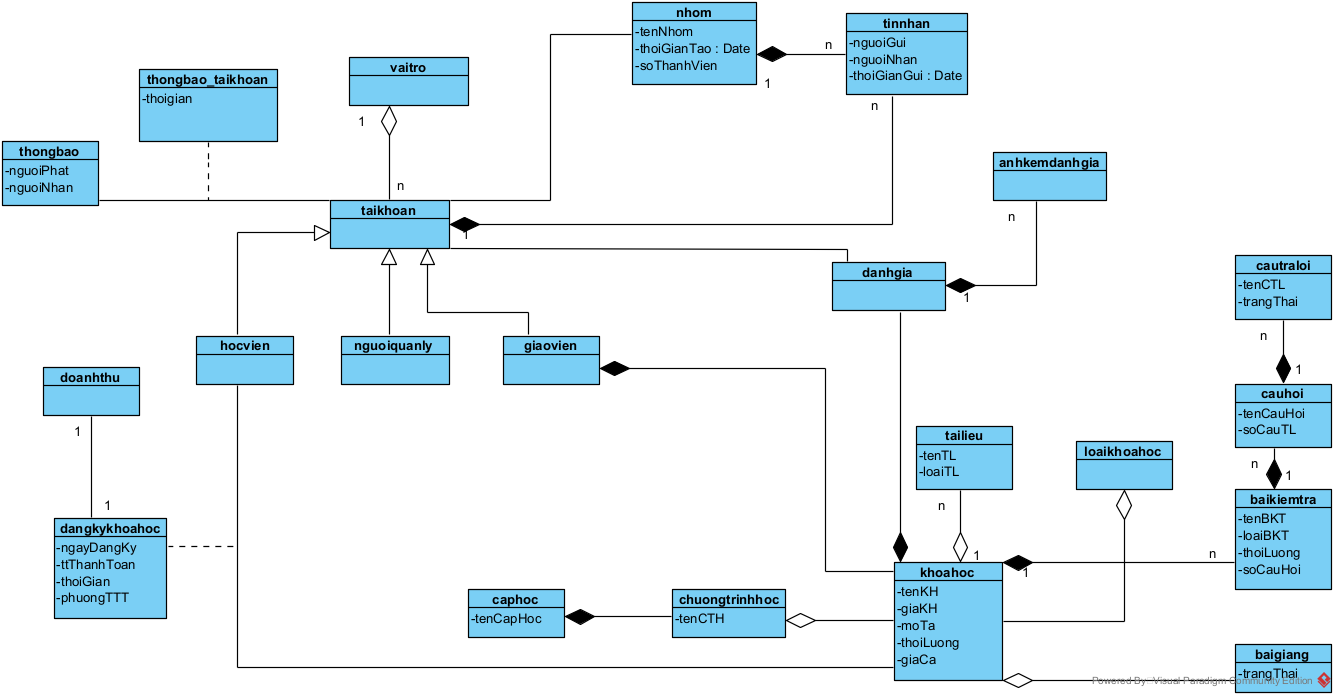 nhom
-tenNhom
-thoiGianTao : Date
-soThanhVien
1
n
tinnhan
-nguoiGui
-nguoiNhan
-thoiGianGui : Date
n
vaitro
1
n
thongbao_taikhoan
-thoigian
thongbao
-nguoiPhat
-nguoiNhan
taikhoan
1
anhkemdanhgia
n
danhgia
1
cautraloi
-tenCTL
-trangThai
n
1
hocvien
nguoiquanly
giaovien
doanhthu
1
1
cauhoi
-tenCauHoi
-soCauTL
n
1
tailieu
-tenTL
-loaiTL
n
1
loaikhoahoc
baikiemtra
-tenBKT
-loaiBKT
-thoiLuong
-soCauHoi
n
1
dangkykhoahoc
-ngayDangKy
-ttThanhToan
-thoiGian
-phuongTTT
khoahoc
-tenKH
-giaKH
-moTa
-thoiLuong
-giaCa
caphoc
-tenCapHoc
chuongtrinhhoc
-tenCTH
baigiang
-trangThai
Powered By: Visual Paradigm Community Edition